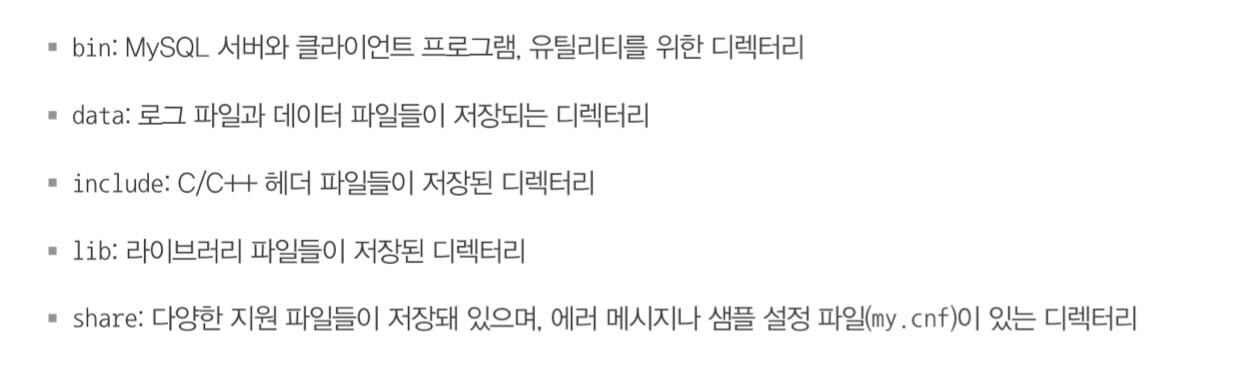 ▪ bin: MySQL 서버와 클라이언트 프로그램, 유틸리티를 위한 디렉터리
▪ data: 로그 파일과 데이터 파일들이 저장되는 디렉터리
▪ include: C/C++ 헤더 파일들이 저장된 디렉터리
▪ lib: 라이브러리 파일들이 저장된 디렉터리
▪ share: 다양한 지원 파일들이 저장돼 있으며, 에러 메시지나 샘플 설정 파일(my.cnf)이 있는 디렉터리